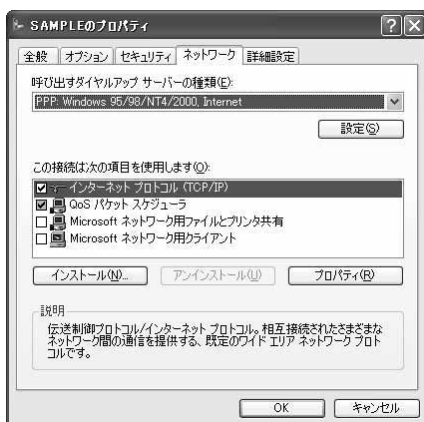 SAMPLEのプロパティ
全般 オプション セキュリティ ネットワーク 詳細設定
呼び出すダイヤルアップ サーバーの種類(E):
PPP: Windows 95/98/NT4/2000, Internet
設定(S)
この接続は次の項目を使用します(O):
インターネット プロトコル (TCP/IP)
QoS パケット スケジューラ
Microsoft ネットワーク用ファイルとプリンタ共有
Microsoft ネットワーク用クライアント
インストール(N)... アンインストール(U) プロパティ(R)
説明
伝送制御プロトコル/インターネット プロトコル。相互接続されたさまざまな
ネットワーク間の通信を提供する、既定のワイド エリア ネットワーク プロト
コルです。
OK キャンセル